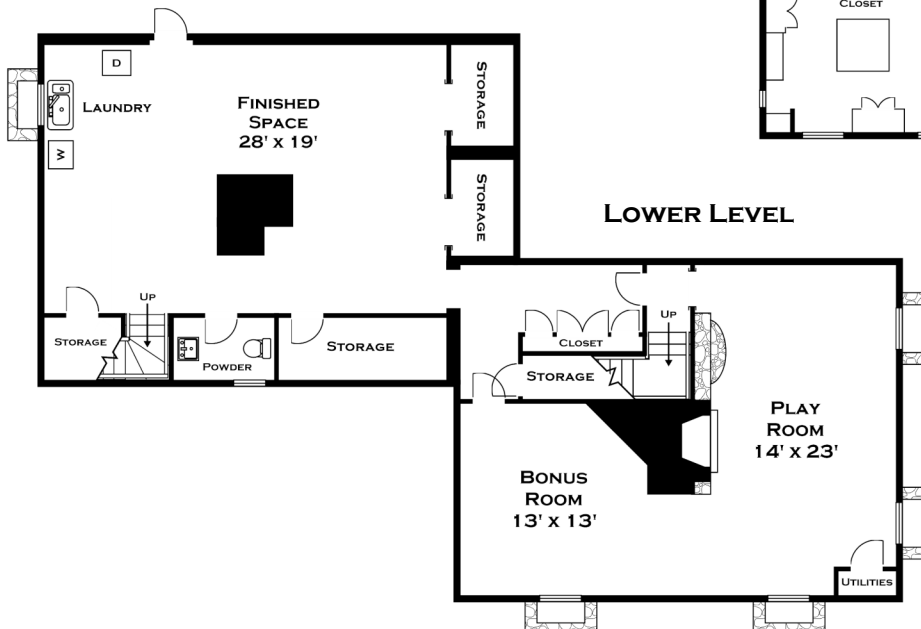 CLOSET
D
LAUNDRY
FINISHED
SPACE
28' x 19'
STORAGE
W
STORAGE
LOWER LEVEL
UP
STORAGE
POWDER
STORAGE
UP
CLOSET
STORAGE
PLAY
ROOM
14' x 23'
BONUS
ROOM
13' x 13'
UTILITIES